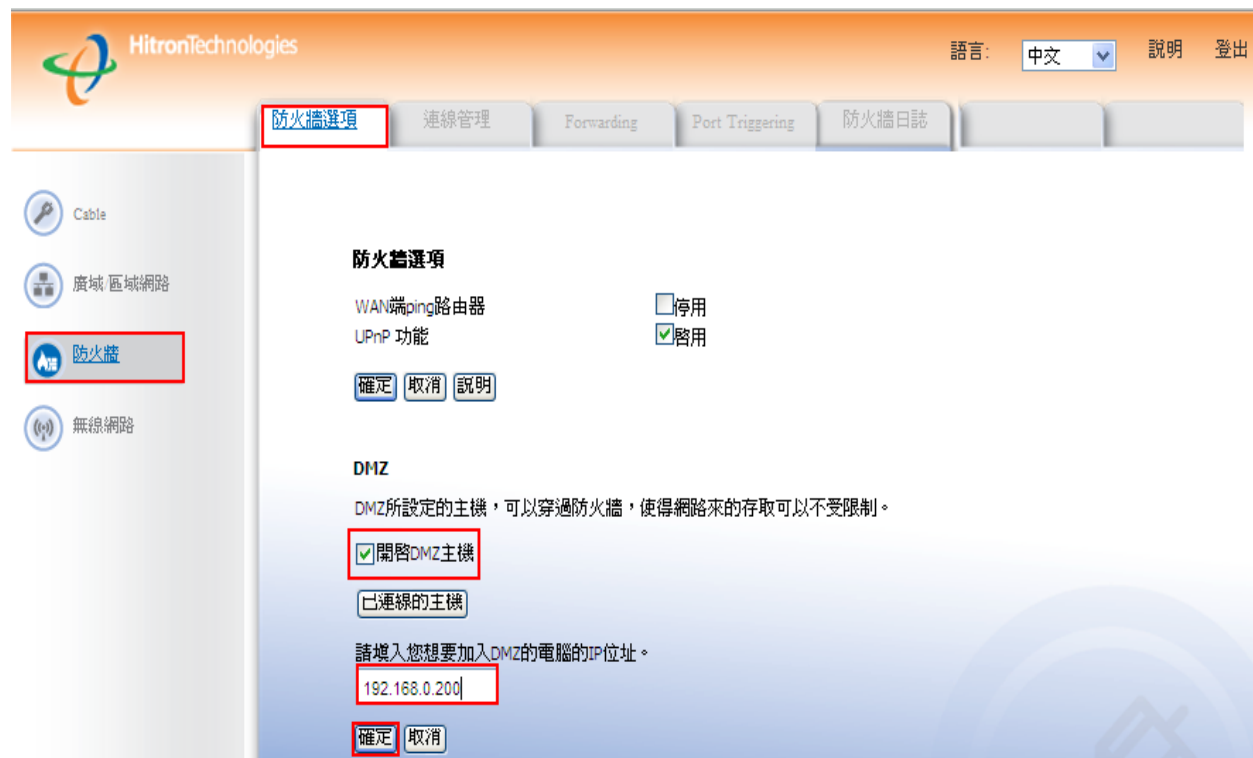 HitronTechnologies
語言: 中文 說明 登出
防火牆選項 連線管理 Forwarding Port Triggering 防火牆日誌
Cable
廣域/區域網路
防火牆
無線網路
防火牆選項
WAN端ping路由器 停用
UPnP 功能 啓用
確定 取消 說明
DMZ
DMZ所設定的主機，可以穿過防火牆，使得網路來的存取可以不受限制。
開啓DMZ主機
已連線的主機
請填入您想要加入DMZ的電腦的IP位址。
192.168.0.200
確定 取消